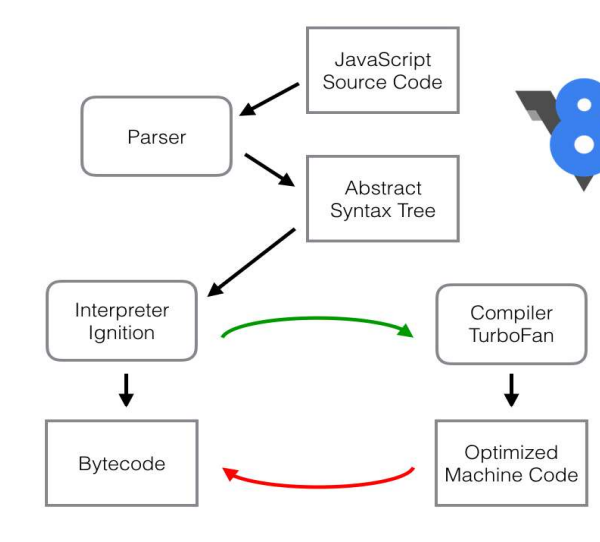 JavaScript
Source Code
Parser
Abstract
Syntax Tree
Interpreter
Ignition
Compiler
TurboFan
Bytecode
Optimized
Machine Code